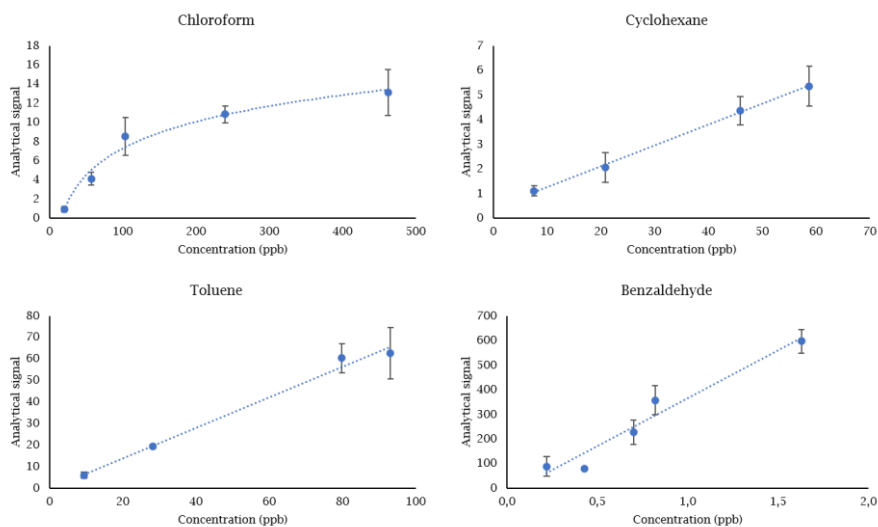 Chloroform
Analytical signal
18
16
14
12
10
8
6
4
2
0
0 100 200 300 400 500
Concentration (ppb)
Cyclohexane
Analytical signal
7
6
5
4
3
2
1
0
0 10 20 30 40 50 60 70
Concentration (ppb)
Toluene
Analytical signal
80
70
60
50
40
30
20
10
0
0 20 40 60 80 100
Concentration (ppb)
Benzaldehyde
Analytical signal
700
600
500
400
300
200
100
0
0,0 0,5 1,0 1,5 2,0
Concentration (ppb)